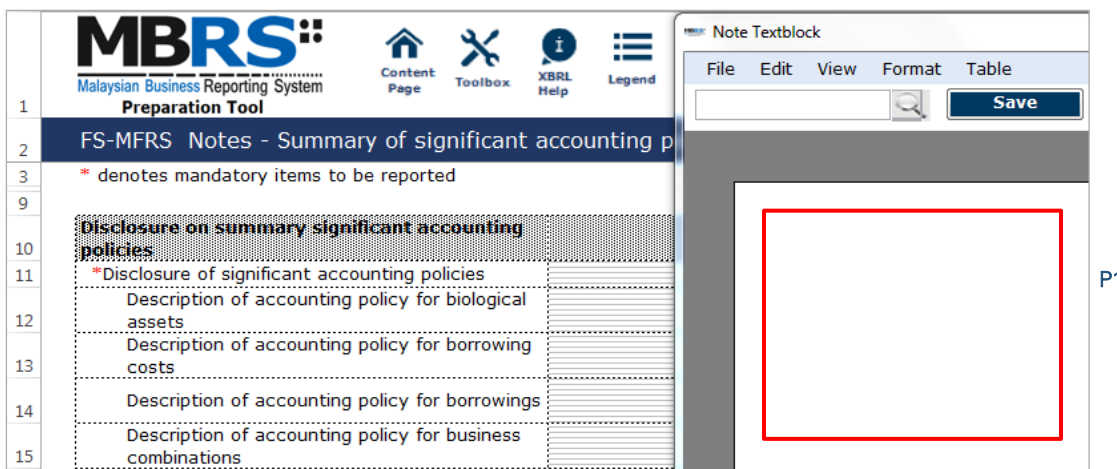 MBRS
Malaysian Business Reporting System
Preparation Tool
Content
Page
Toolbox
XBRL
Help
Legend
Note Textblock
File Edit View Format Table
Save
1
2 FS-MFRS Notes - Summary of significant accounting p
3 * denotes mandatory items to be reported
9
Disclosure on summary significant accounting
10 policies
11 *Disclosure of significant accounting policies
Description of accounting policy for biological
12 assets
Description of accounting policy for borrowing
13 costs
14 Description of accounting policy for borrowings
Description of accounting policy for business
15 combinations